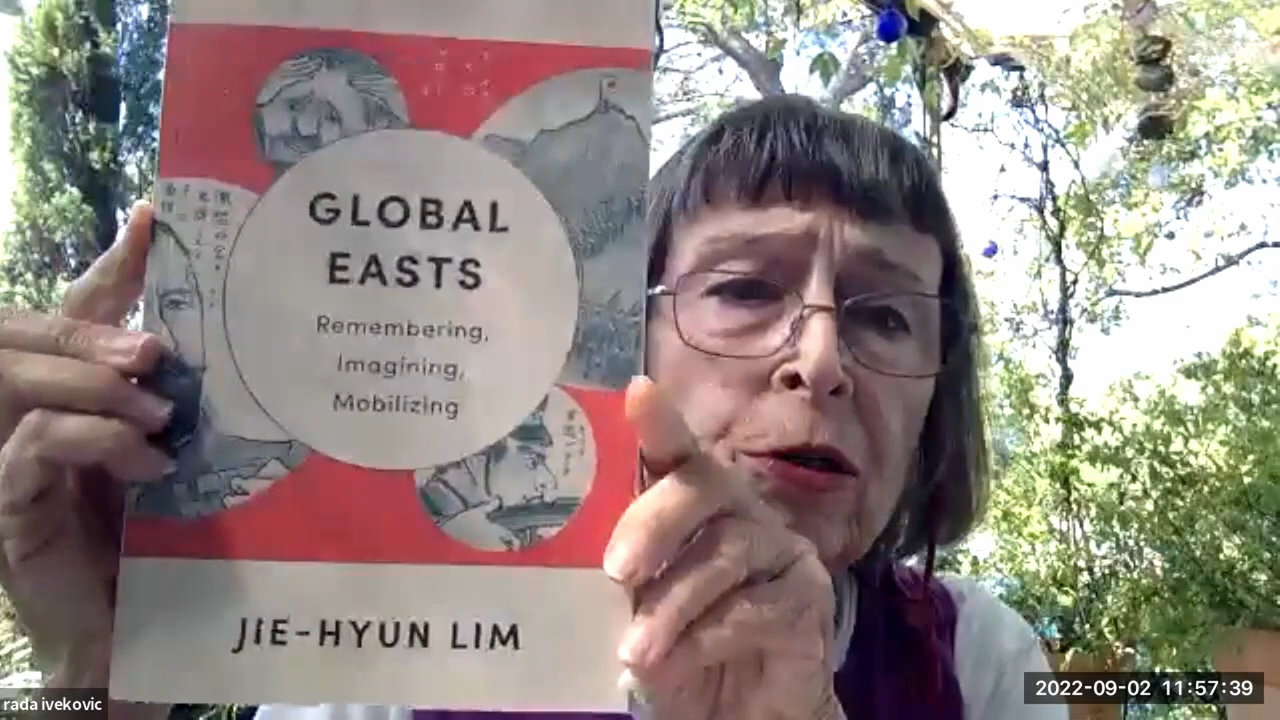 GLOBAL
EASTS
Remembering,
Imagining,
Mobilizing
JIE-HYUN LIM
rada ivekovic
2022-09-02 11:57:39